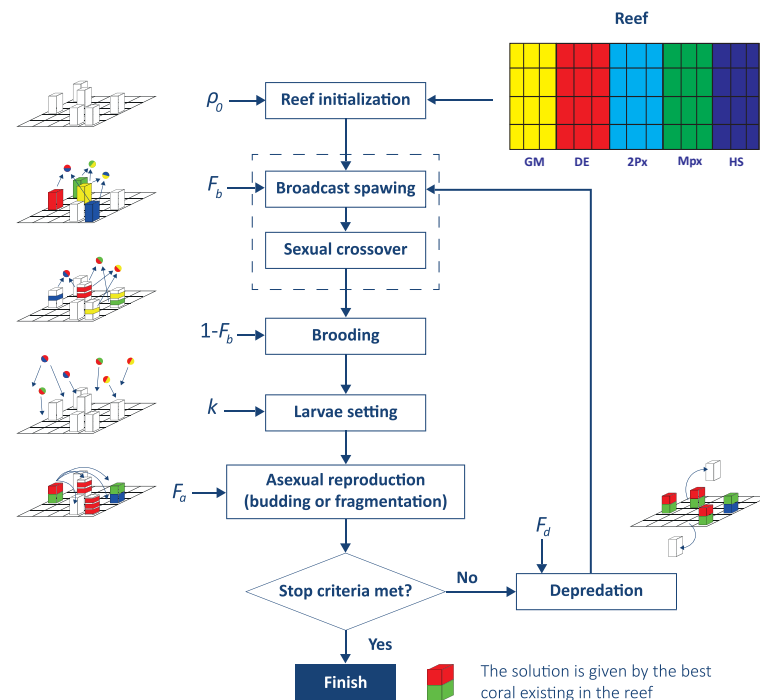 Reef
GM DE 2Px Mpx HS
ρ0
Reef initialization
Fb
Broadcast spawing
Sexual crossover
1-Fb
Brooding
k
Larvae setting
Fa
Asexual reproduction
(budding or fragmentation)
Fd
Stop criteria met?
No
Depredation
Yes
Finish
The solution is given by the best
coral existing in the reef